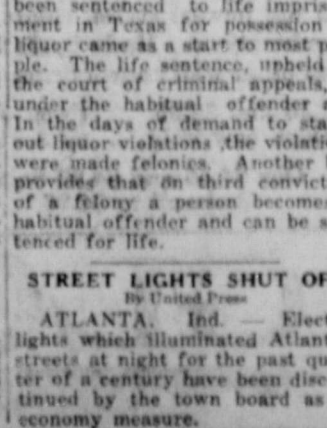 been sentenced to life impris
ment in Texas for possession
liquor came as a start to most p
ple. The life sentence, upheld
the court of criminal appeals,
under the habitual offender
In the days of demand to sta
out liquor violations ,the violati
were made felonies. Another
provides that on third convict
of a felony a person become
habitual offender and can be s
tenced for life.
STREET LIGHTS SHUT OF
By United Press
ATLANTA, Ind. — Elect
lights which illuminated Atlan
streets at night for the past qu
ter of a century have been disc
tinued by the town board as
economy measure.